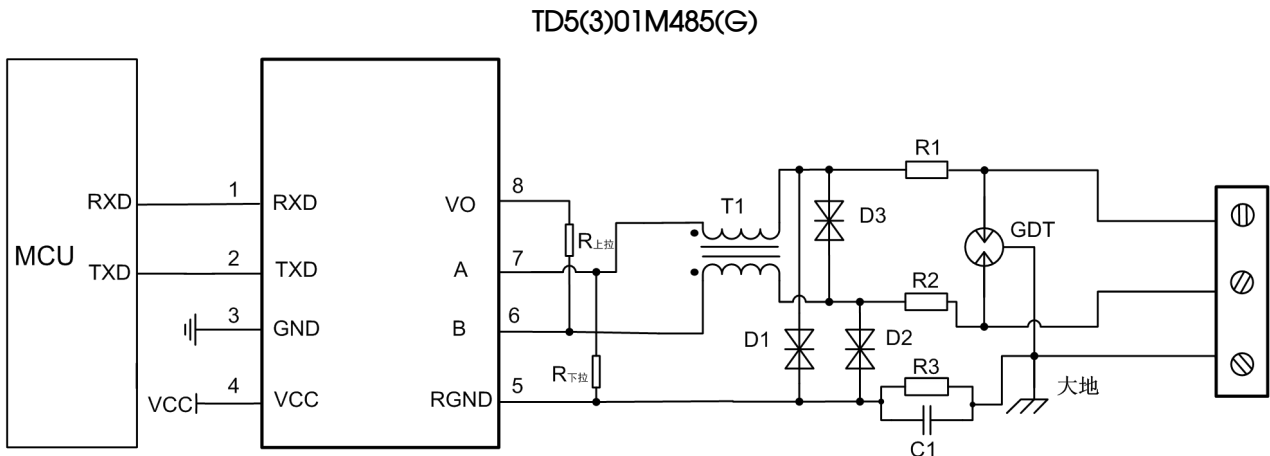 TD5(3)01M485(G)
MCU
RXD
TXD
1
2
3
4
RXD
TXD
GND
VCC
VCC
VO
A
B
RGND
8
7
6
5
R上拉
R下拉
T1
D1
D2
D3
R1
R2
R3
C1
GDT
大地